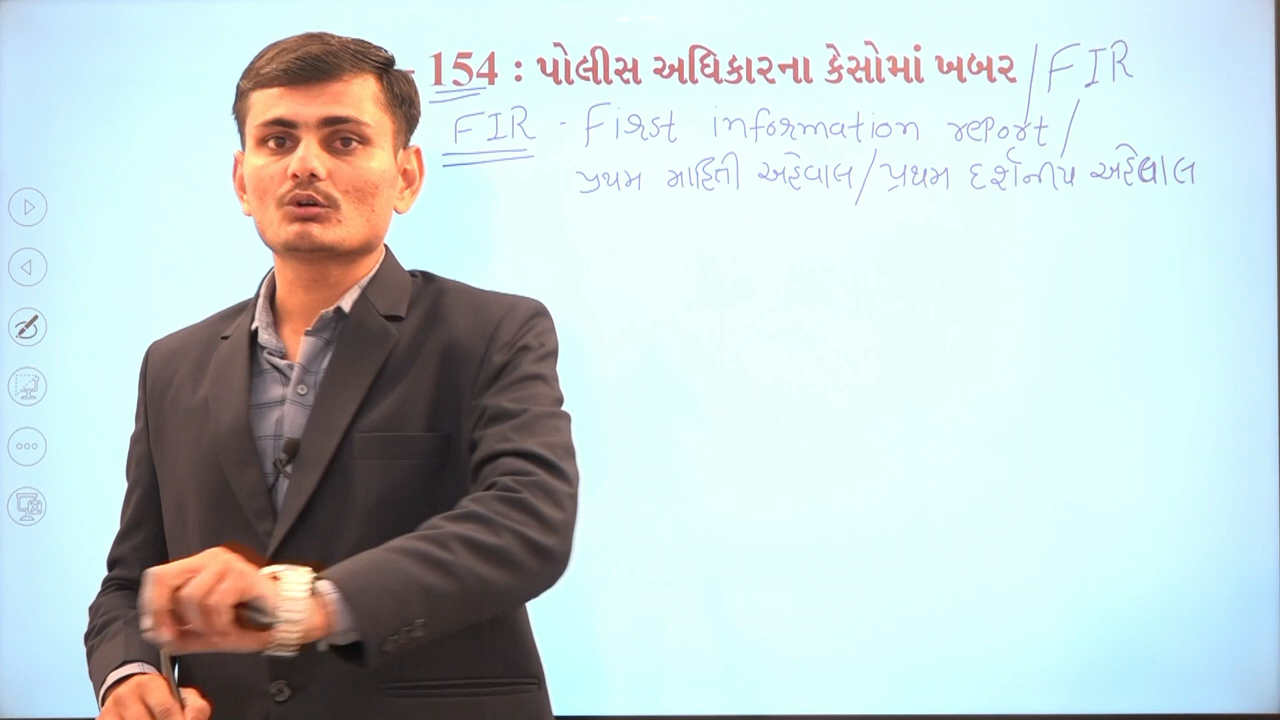 - 154 : પોલીસ અધિકારના કેસોમાં ખબર / FIR
FIR - First information report /
પ્રથમ માહિતી અહેવાલ / પ્રથમ દર્શનીય અહેવાલ